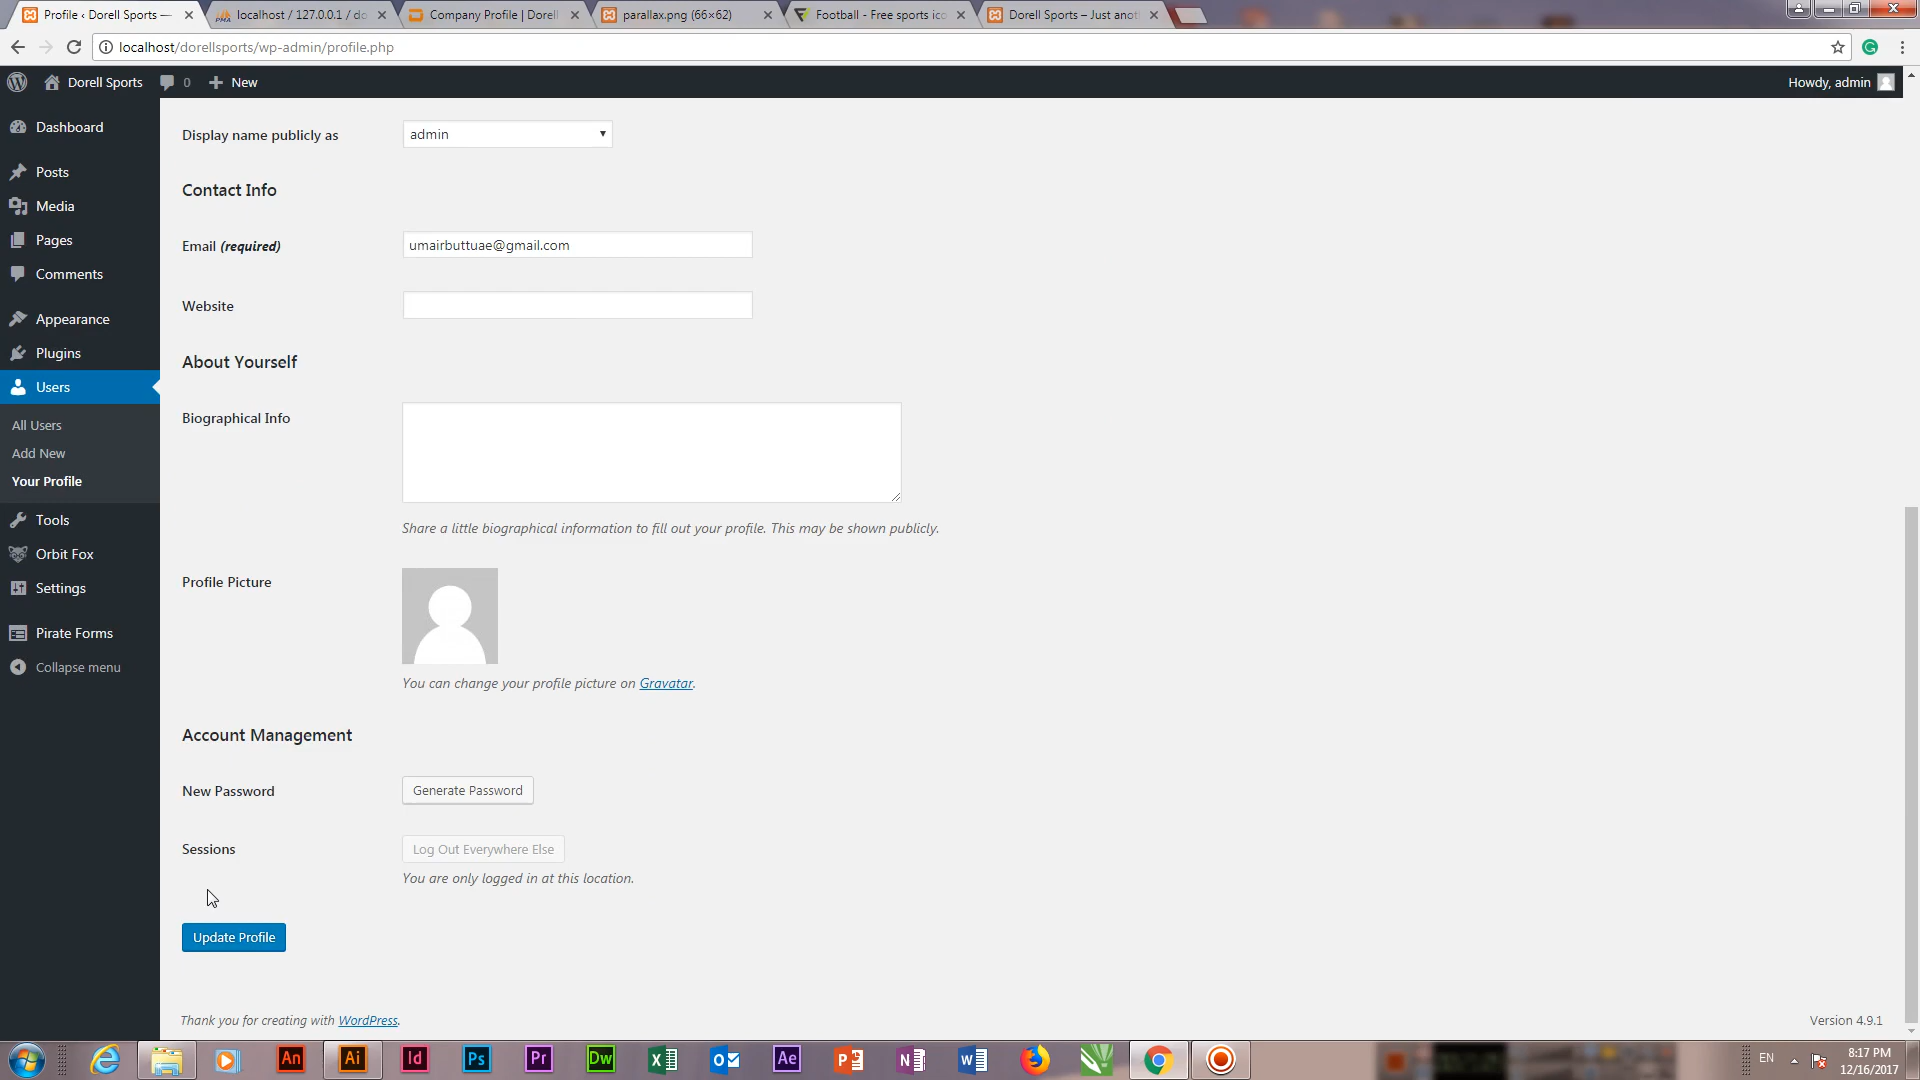 Profile ‹ Dorell Sports —
localhost / 127.0.0.1 / do
Company Profile | Dorell
parallax.png (66×62)
Football - Free sports ico
Dorell Sports – Just anot
localhost/dorellsports/wp-admin/profile.php
Dorell Sports
0
New
Howdy, admin
Dashboard
Posts
Media
Pages
Comments
Appearance
Plugins
Users
All Users
Add New
Your Profile
Tools
Orbit Fox
Settings
Pirate Forms
Collapse menu
Display name publicly as
admin
Contact Info
Email (required)
umairbuttuae@gmail.com
Website
About Yourself
Biographical Info
Share a little biographical information to fill out your profile. This may be shown publicly.
Profile Picture
You can change your profile picture on Gravatar.
Account Management
New Password
Generate Password
Sessions
Log Out Everywhere Else
You are only logged in at this location.
Update Profile
Thank you for creating with WordPress.
Version 4.9.1
An
Ai
Id
Ps
Pr
Dw
Ae
EN
8:17 PM
12/16/2017